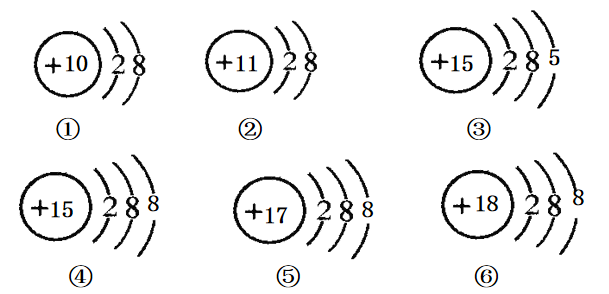 +10 2 8
+11 2 8
+15 2 8 5
① ② ③
+15 2 8 8
+17 2 8 8
+18 2 8 8
④ ⑤ ⑥